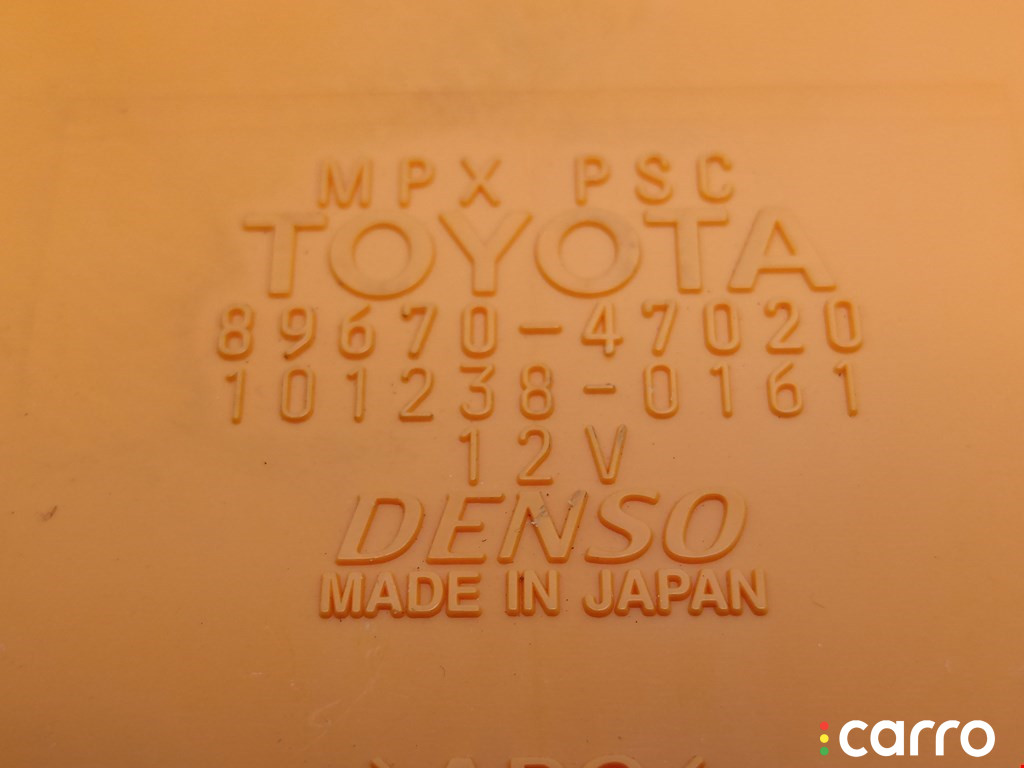 MPX PSC
TOYOTA
89670-47020
101238-0161
12V
DENSO
MADE IN JAPAN
carro